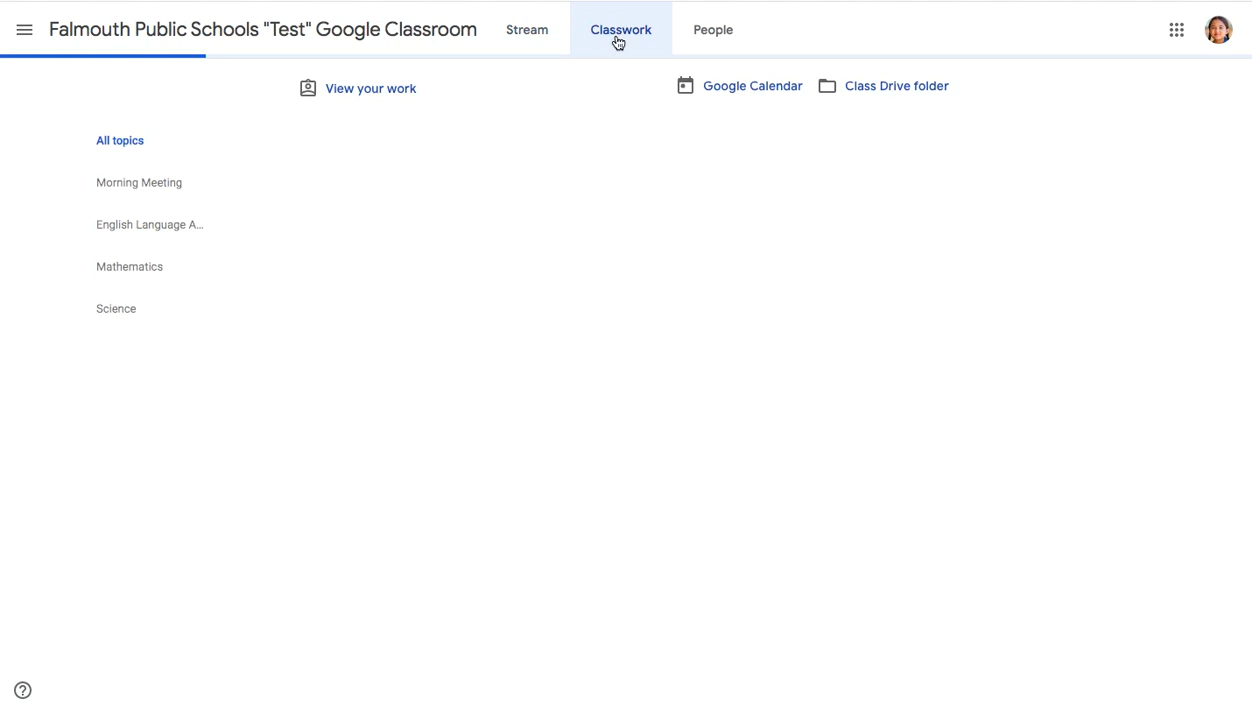 Falmouth Public Schools "Test" Google Classroom
Stream
Classwork
People
View your work
Google Calendar
Class Drive folder
All topics
Morning Meeting
English Language A...
Mathematics
Science
?